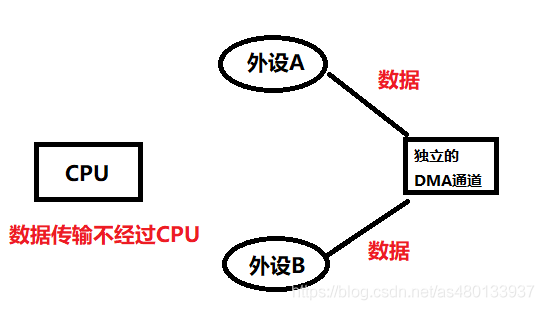 外设A
数据
独立的
DMA通道
CPU
数据传输不经过CPU
数据
外设B
https://blog.csdn.net/as480133937